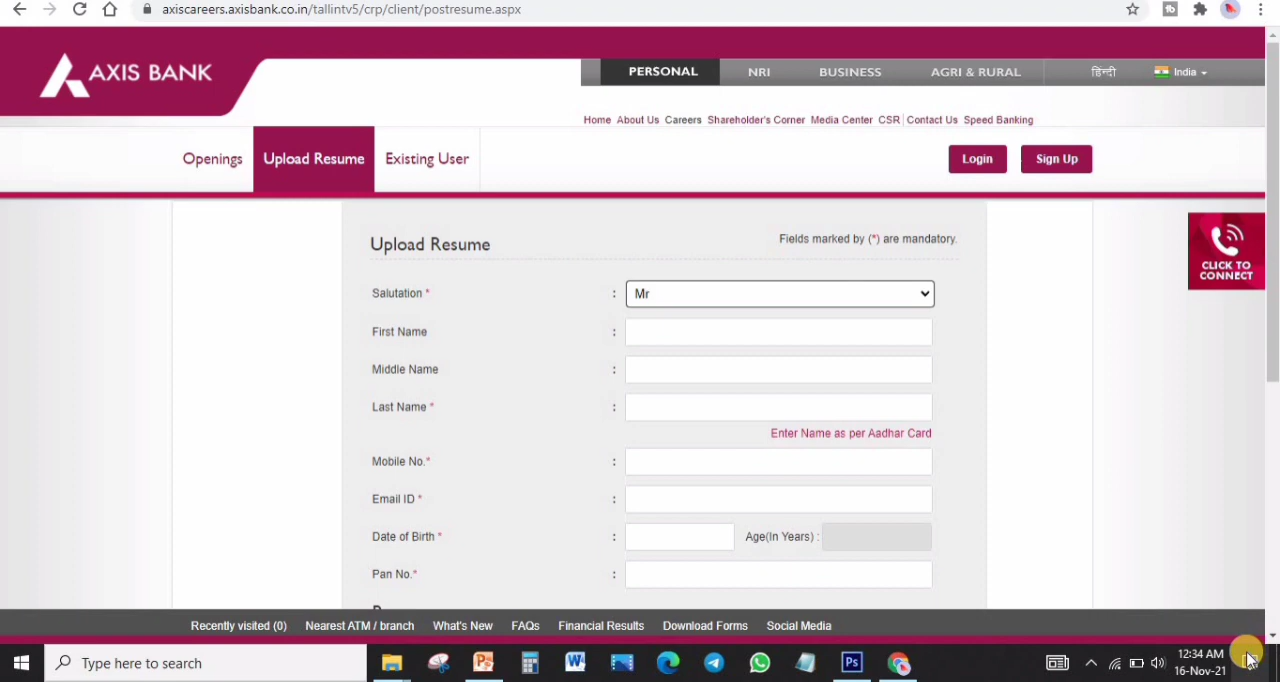 axiscareers.axisbank.co.in/tallintv5/crp/client/postresume.aspx
AXIS BANK
PERSONAL NRI BUSINESS AGRI & RURAL हिन्दी India
Home About Us Careers Shareholder's Corner Media Center CSR Contact Us Speed Banking
Openings Upload Resume Existing User Login Sign Up
Upload Resume Fields marked by (*) are mandatory.
CLICK TO
CONNECT
Salutation * : Mr
First Name :
Middle Name :
Last Name * :
Enter Name as per Aadhar Card
Mobile No.* :
Email ID * :
Date of Birth * : Age(In Years) :
Pan No.* :
Recently visited (0) Nearest ATM / branch What's New FAQs Financial Results Download Forms Social Media
Type here to search
Ps
12:34 AM
16-Nov-21